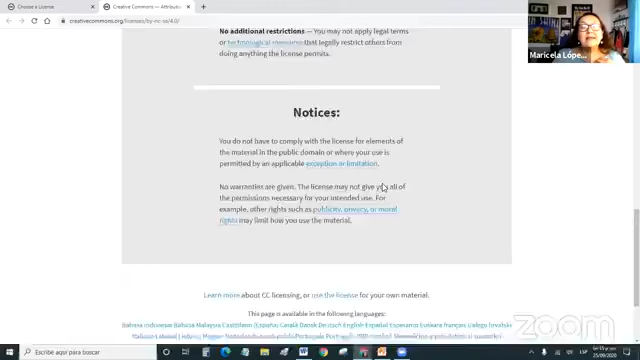 Choose a License
Creative Commons — Attribution
creativecommons.org/licenses/by-nc-sa/4.0/
No additional restrictions — You may not apply legal terms
or technological measures that legally restrict others from
doing anything the license permits.
Maricela Lópe...
Notices:
You do not have to comply with the license for elements of
the material in the public domain or where your use is
permitted by an applicable exception or limitation.
No warranties are given. The license may not give you all of
the permissions necessary for your intended use. For
example, other rights such as publicity, privacy, or moral
rights may limit how you use the material.
Learn more about CC licensing, or use the license for your own material.
This page is available in the following languages:
Bahasa Indonesia Bahasa Malaysia Castellano (España) Català Dansk Deutsch English Español Esperanto Euskara français Galego hrvatski
zoom
Escribe aquí para buscar
ESP
25/09/2020